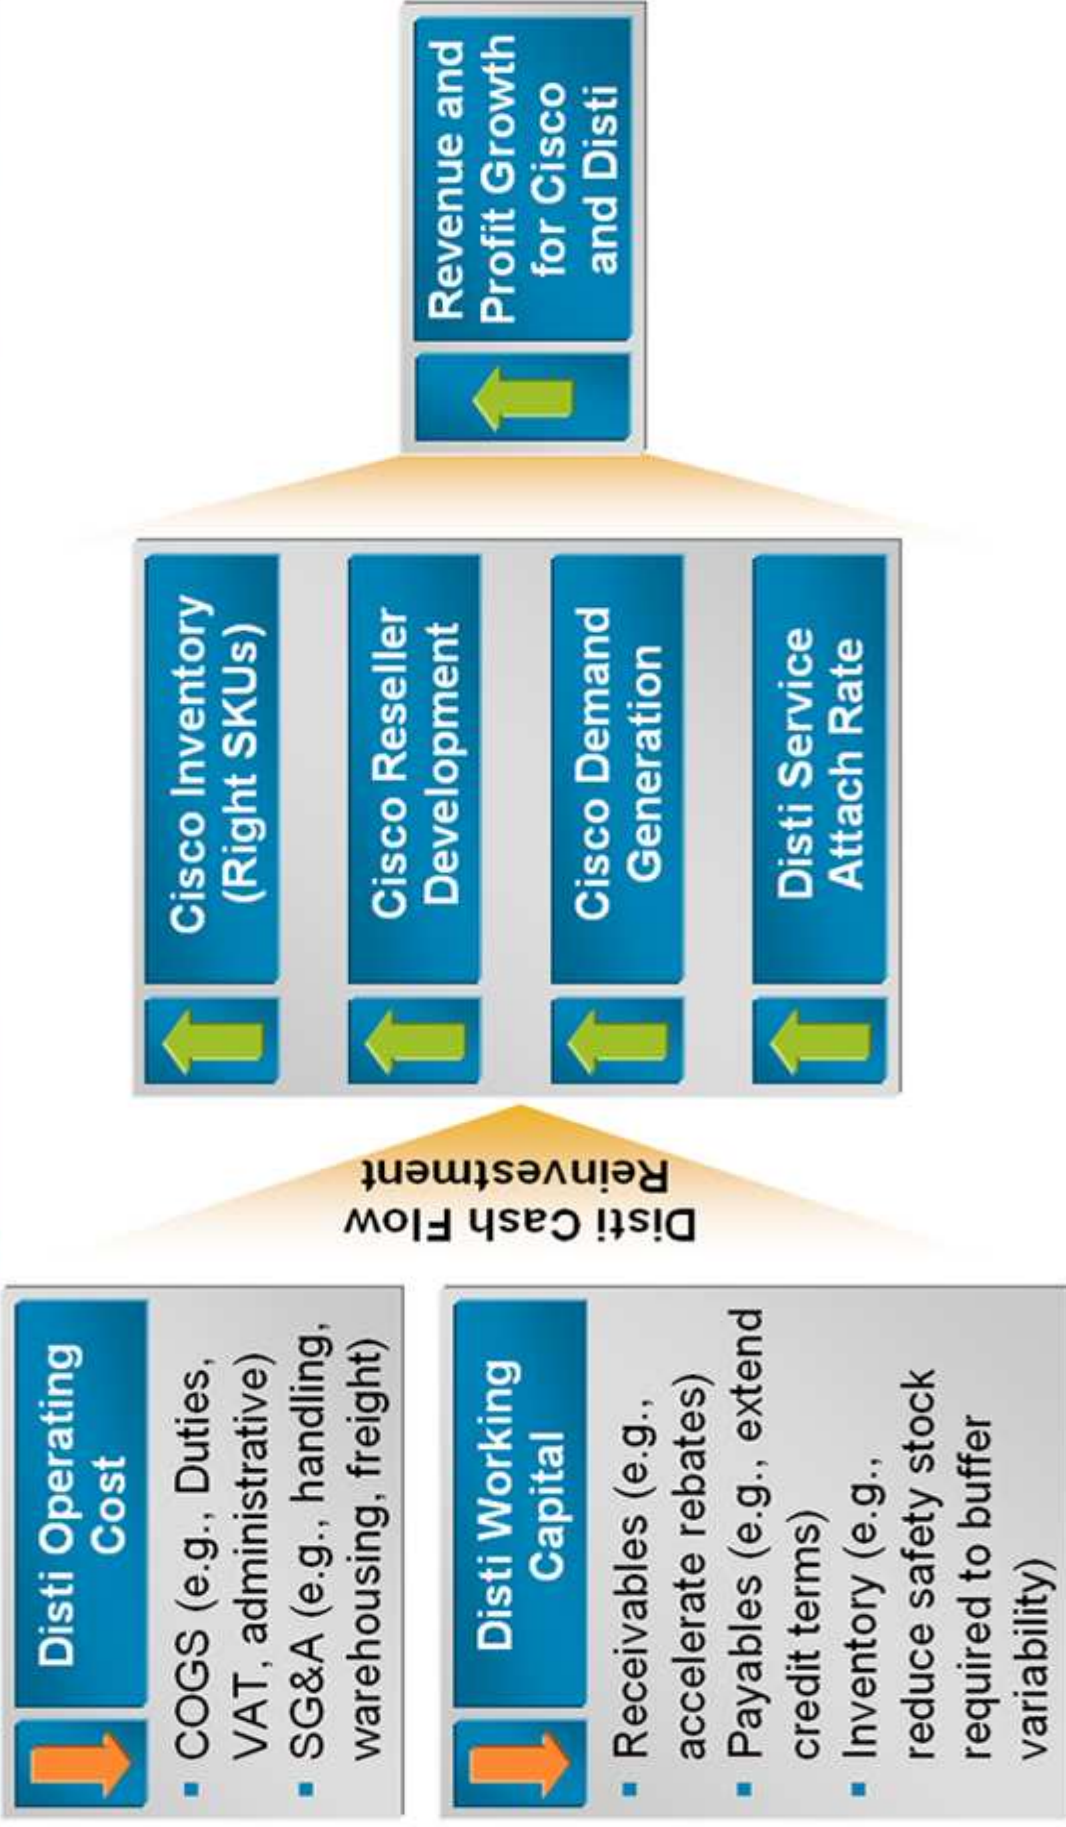 Disti Operating
Cost
COGS (e.g., Duties,
VAT, administrative)
SG&A (e.g., handling,
warehousing, freight)
Disti Working
Capital
Receivables (e.g.,
accelerate rebates)
Payables (e.g., extend
credit terms)
Inventory (e.g.,
reduce safety stock
required to buffer
variability)
Disti Cash Flow
Reinvestment
Cisco Inventory
(Right SKUs)
Cisco Reseller
Development
Cisco Demand
Generation
Disti Service
Attach Rate
Revenue and
Profit Growth
for Cisco
and Disti